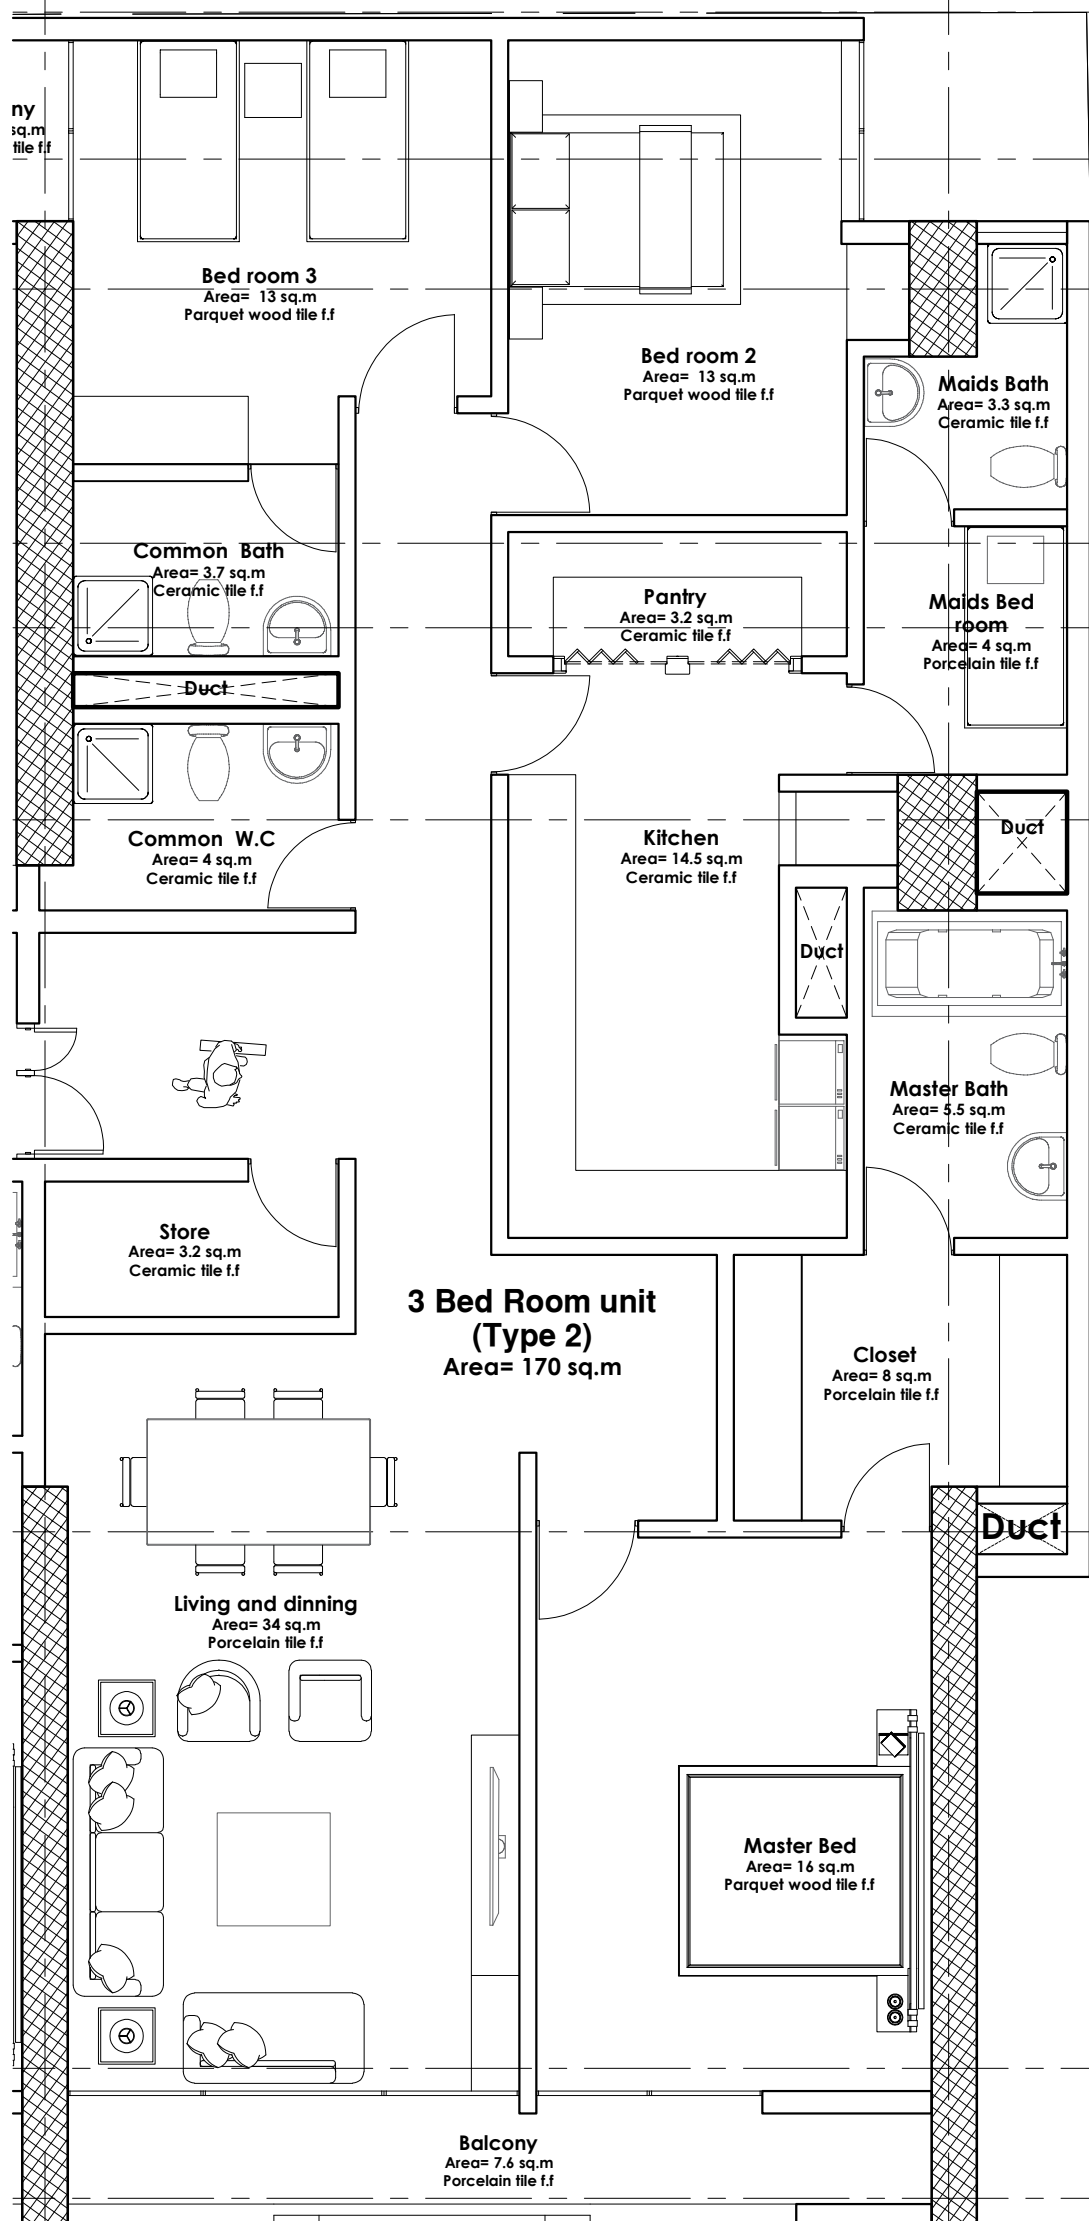 ny
sq.m
tile f.f
Bed room 3
Area= 13 sq.m
Parquet wood tile f.f
Bed room 2
Area= 13 sq.m
Parquet wood tile f.f
Maids Bath
Area= 3.3 sq.m
Ceramic tile f.f
Common Bath
Area= 3.7 sq.m
Ceramic tile f.f
Pantry
Area= 3.2 sq.m
Ceramic tile f.f
Maids Bed
room
Area= 4 sq.m
Porcelain tile f.f
Duct
Common W.C
Area= 4 sq.m
Ceramic tile f.f
Kitchen
Area= 14.5 sq.m
Ceramic tile f.f
Duct
Duct
Master Bath
Area= 5.5 sq.m
Ceramic tile f.f
Store
Area= 3.2 sq.m
Ceramic tile f.f
3 Bed Room unit
(Type 2)
Area= 170 sq.m
Closet
Area= 8 sq.m
Porcelain tile f.f
Duct
Living and dinning
Area= 34 sq.m
Porcelain tile f.f
Master Bed
Area= 16 sq.m
Parquet wood tile f.f
Balcony
Area= 7.6 sq.m
Porcelain tile f.f